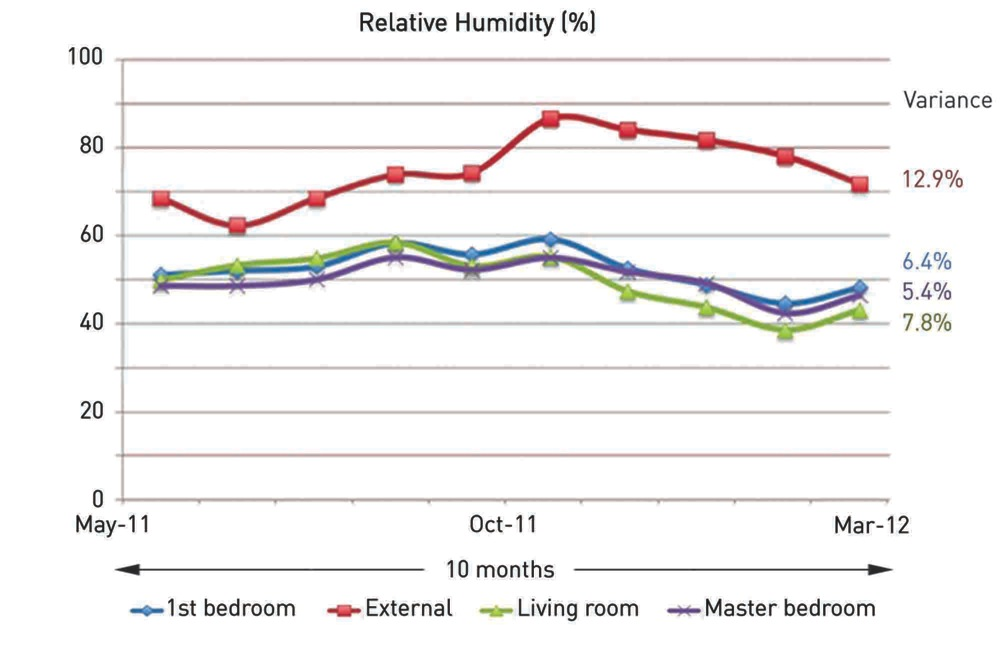 Relative Humidity (%)
100
Variance
80
12.9%
60
6.4%
5.4%
40
7.8%
20
0
May-11 Oct-11 Mar-12
10 months
1st bedroom External Living room Master bedroom